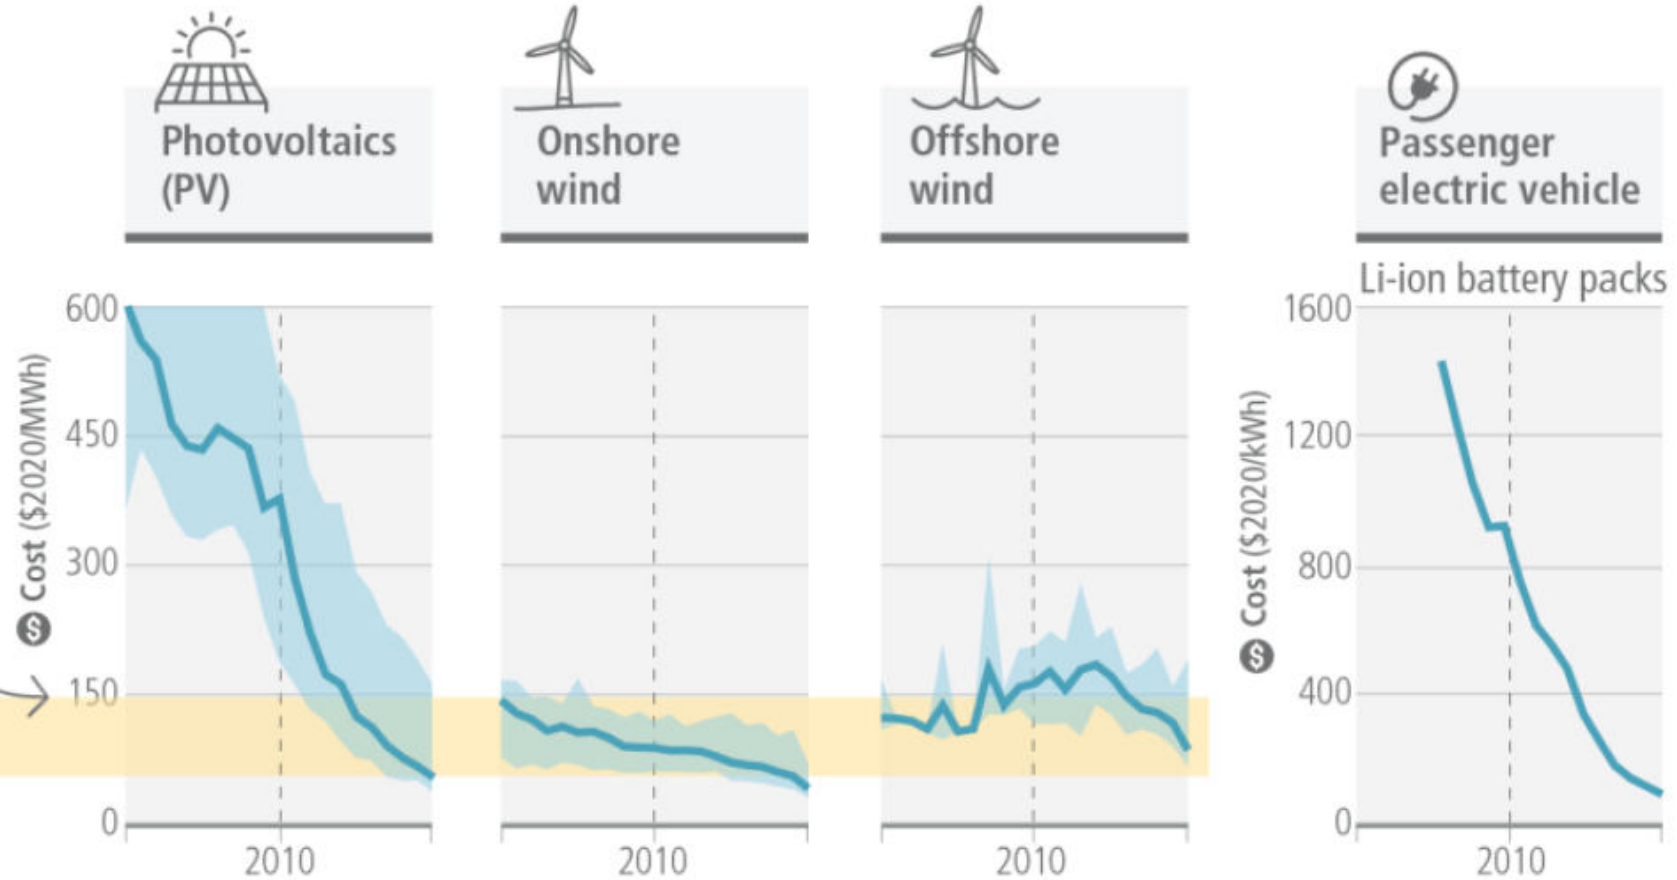 Photovoltaics
(PV)
Onshore
wind
Offshore
wind
Passenger
electric vehicle
Li-ion battery packs
$ Cost ($2020/MWh)
600
450
300
150
0
2010
2010
2010
$ Cost ($2020/kWh)
1600
1200
800
400
0
2010